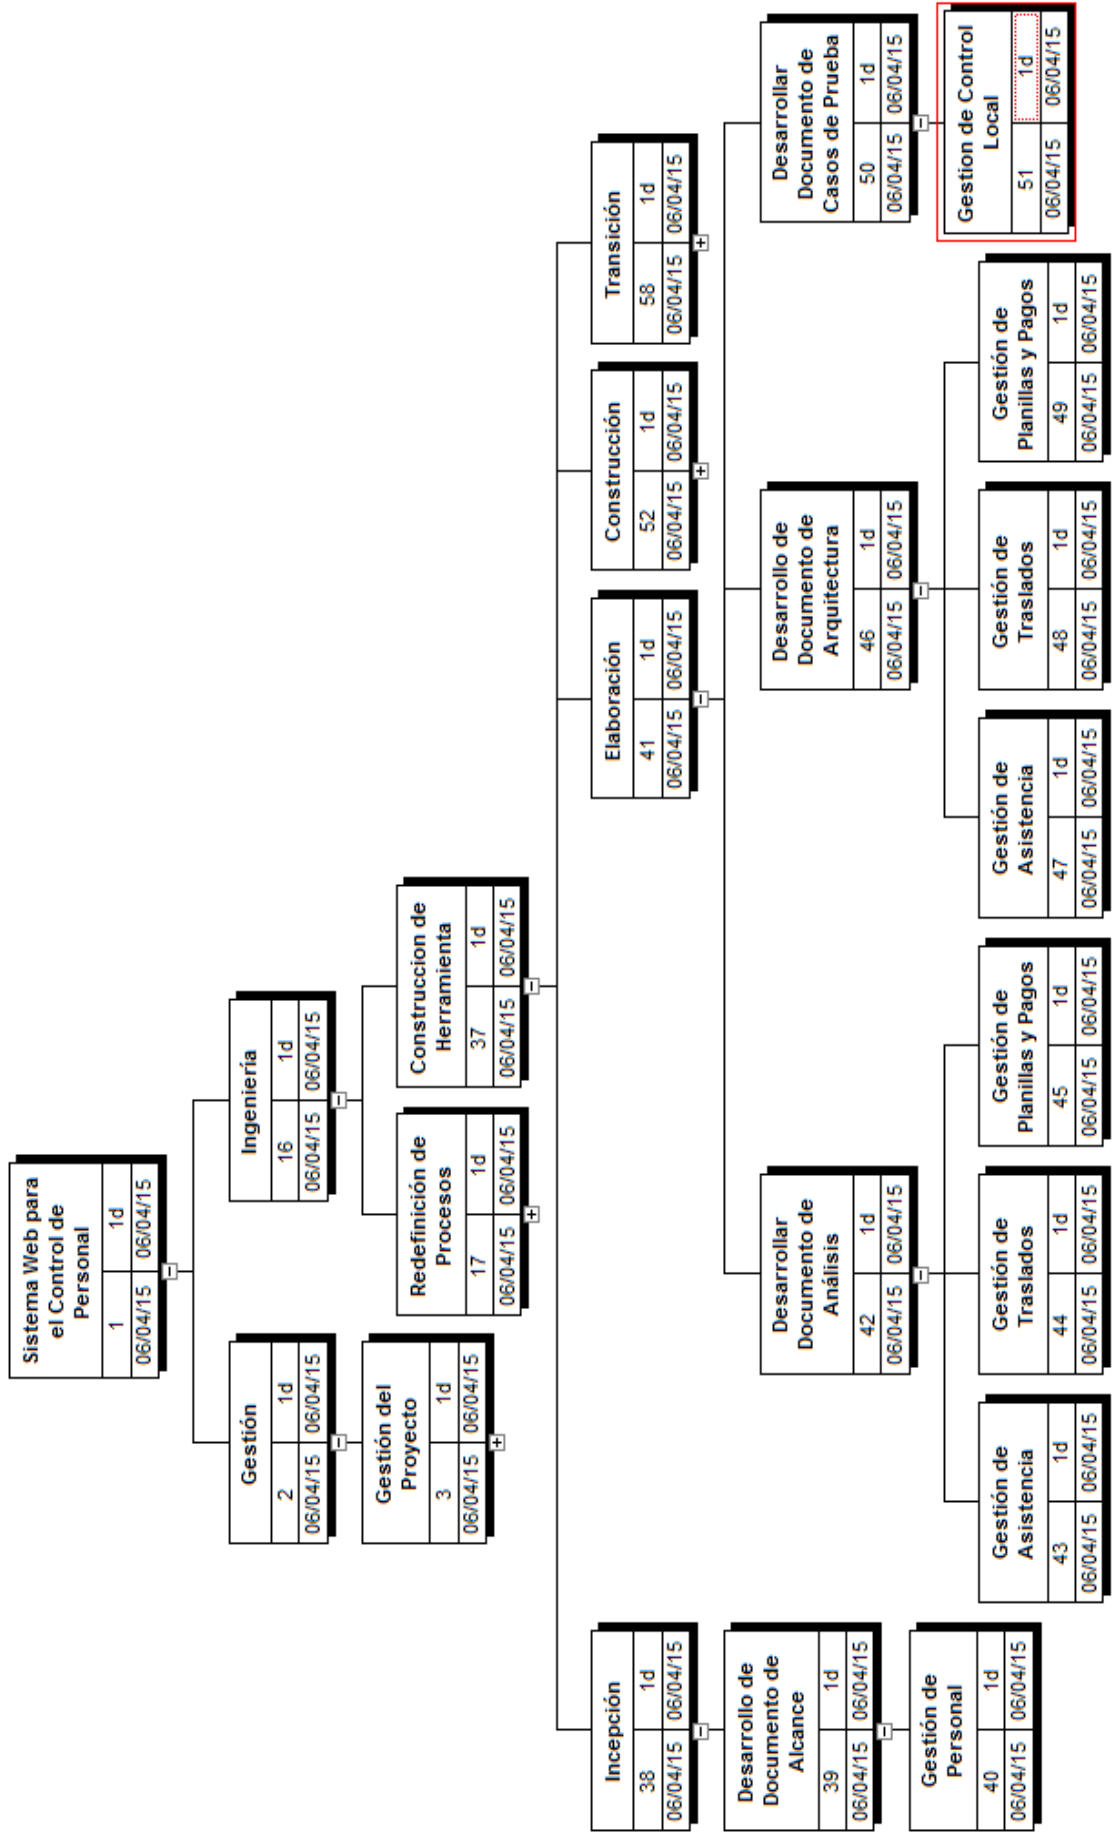 Sistema Web para
el Control de
Personal
1 1d
06/04/15 06/04/15
Gestión
2 1d
06/04/15 06/04/15
Ingeniería
16 1d
06/04/15 06/04/15
Gestión del
Proyecto
3 1d
06/04/15 06/04/15
Redefinición de
Procesos
17 1d
06/04/15 06/04/15
Construccion de
Herramienta
37 1d
06/04/15 06/04/15
Incepción
38 1d
06/04/15 06/04/15
Elaboración
41 1d
06/04/15 06/04/15
Construcción
52 1d
06/04/15 06/04/15
Transición
58 1d
06/04/15 06/04/15
Desarrollo de
Documento de
Alcance
39 1d
06/04/15 06/04/15
Desarrollar
Documento de
Análisis
42 1d
06/04/15 06/04/15
Desarrollo de
Documento de
Arquitectura
46 1d
06/04/15 06/04/15
Desarrollar
Documento de
Casos de Prueba
50 1d
06/04/15 06/04/15
Gestión de
Personal
40 1d
06/04/15 06/04/15
Gestión de
Asistencia
43 1d
06/04/15 06/04/15
Gestión de
Traslados
44 1d
06/04/15 06/04/15
Gestión de
Planillas y Pagos
45 1d
06/04/15 06/04/15
Gestión de
Asistencia
47 1d
06/04/15 06/04/15
Gestión de
Traslados
48 1d
06/04/15 06/04/15
Gestión de
Planillas y Pagos
49 1d
06/04/15 06/04/15
Gestion de Control
Local
51 1d
06/04/15 06/04/15